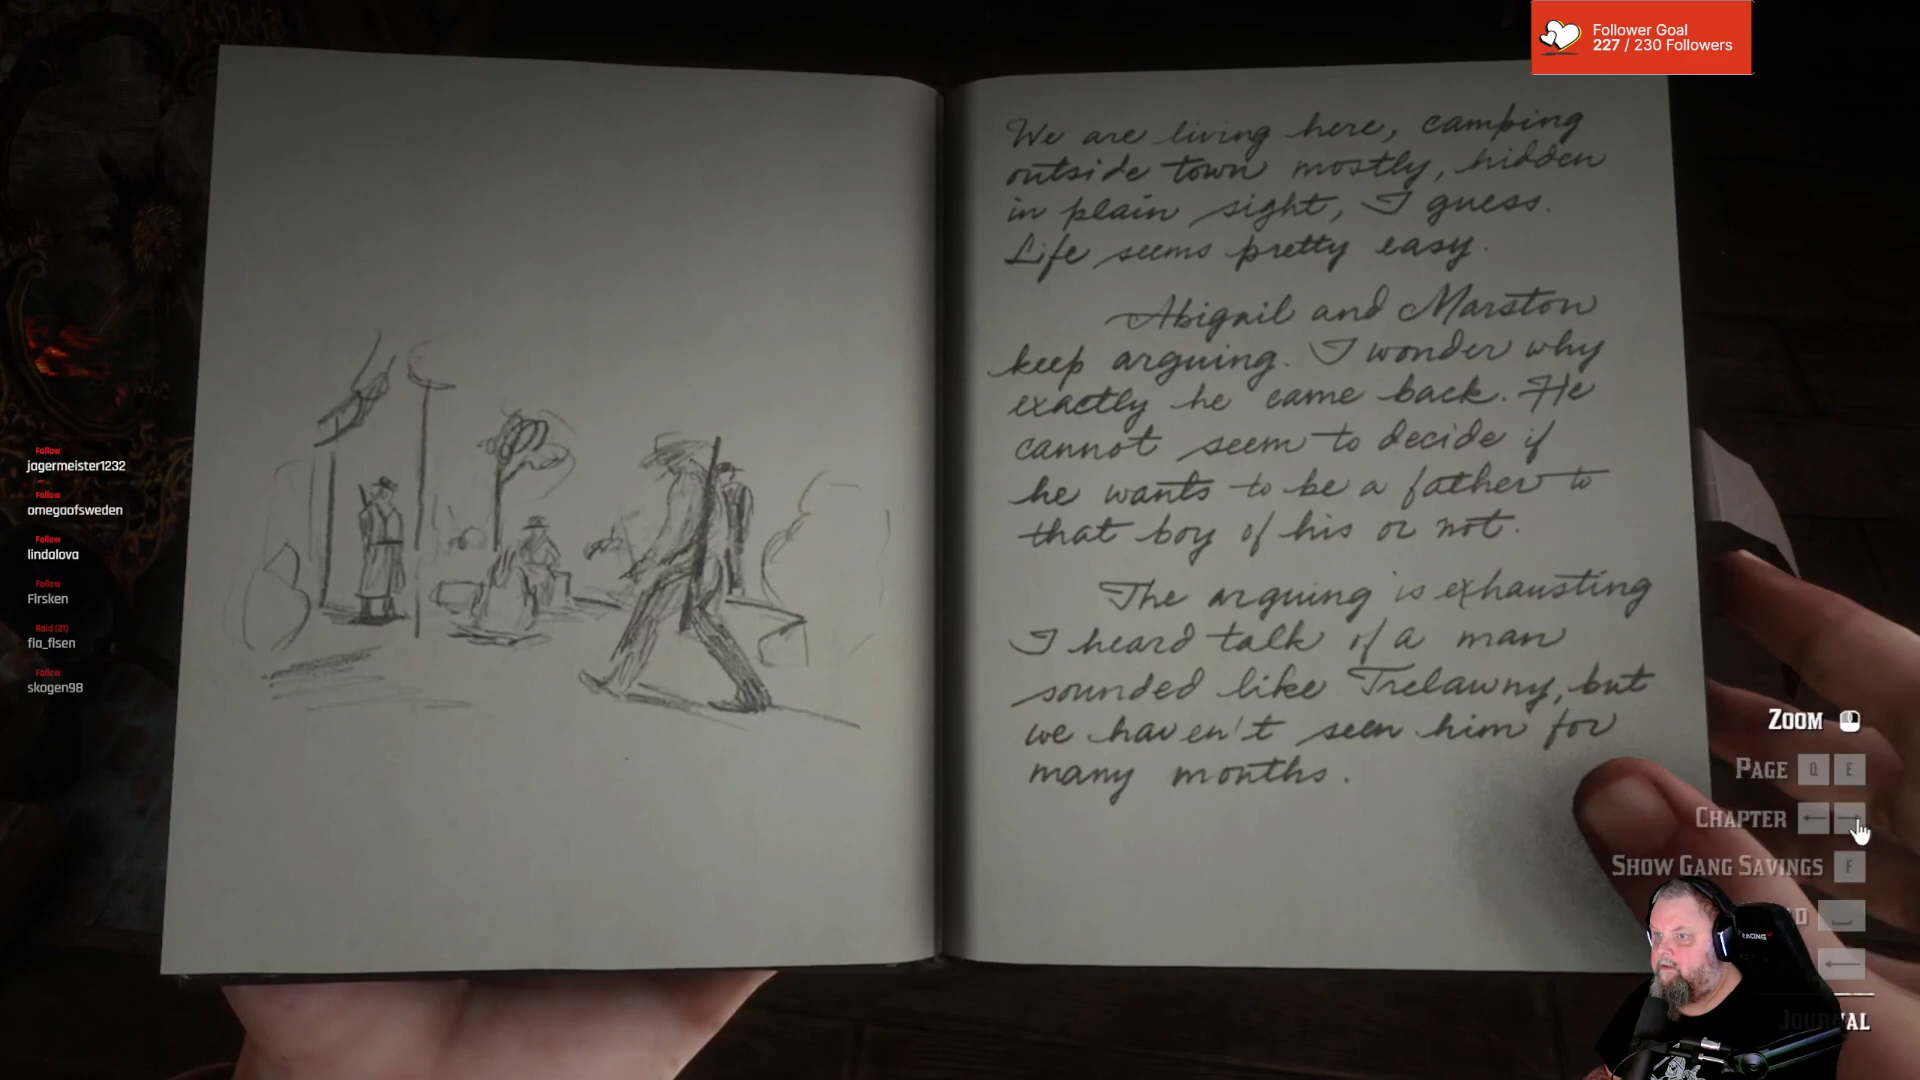 Follower Goal
227 / 230 Followers
We are living here, camping
outside town mostly, hidden
in plain sight, I guess.
Life seems pretty easy.
Abigail and Marston
keep arguing. I wonder why
exactly he came back. He
cannot seem to decide if
he wants to be a father to
that boy of his or not.
The arguing is exhausting
I heard talk of a man
sounded like Trelawny, but
we haven't seen him for
many months.
Follow
jagermeister1232
Follow
omegaofsweden
Follow
lindalova
Follow
Firsken
Raid (21)
fia_fisen
Follow
skogen98
ZOOM
PAGE Q E
CHAPTER ← →
SHOW GANG SAVINGS F
RACING